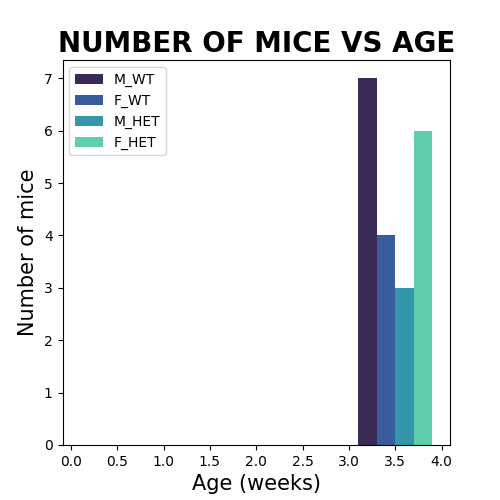 NUMBER OF MICE VS AGE
M_WT
F_WT
M_HET
F_HET
Number of mice
7
6
5
4
3
2
1
0
0.0 0.5 1.0 1.5 2.0 2.5 3.0 3.5 4.0
Age (weeks)